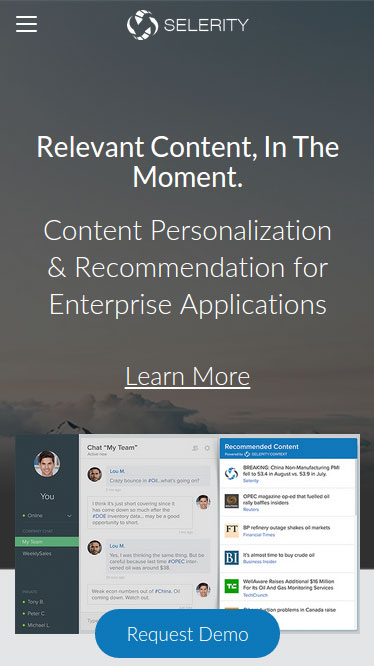 SELERITY
Relevant Content, In The
Moment.
Content Personalization
& Recommendation for
Enterprise Applications
Learn More
You
Online
COMPANY CHAT
My Team
WeeklySales
PRIVATE
Tony B.
Peter C.
Michael L.
Chat "My Team"
Active now
Lou M.
Crazy bounce in #OIL...what's going?
I think it's just short covering since it
has come down so much after the
#DOE inventory data... may be a good
opportunity to short.
Lou M.
Yes, I was thinking the same thing. But be
careful because last time #OPEC inter-
vened oil was around $38.
Weak econ numbers out of #China. Oil
coming down. Watch out.
Lou M.
Recommended Content
Powered by SELERITY CONTEXT
BREAKING: China Non-Manufacturing PMI
fell to 53.4 in August vs. 53.9 in July.
Selerity
OPEC magazine op-ed that fuelled oil
rally baffles insiders
Reuters
FT
BP refinery outage shakes oil markets
Financial Times
BI
It's almost time to buy crude oil
Business Insider
WellAware Raises Additional $16 Million
For Its Oil And Gas Monitoring Services
TechCrunch
Oil production problems in Canada raise
Request Demo